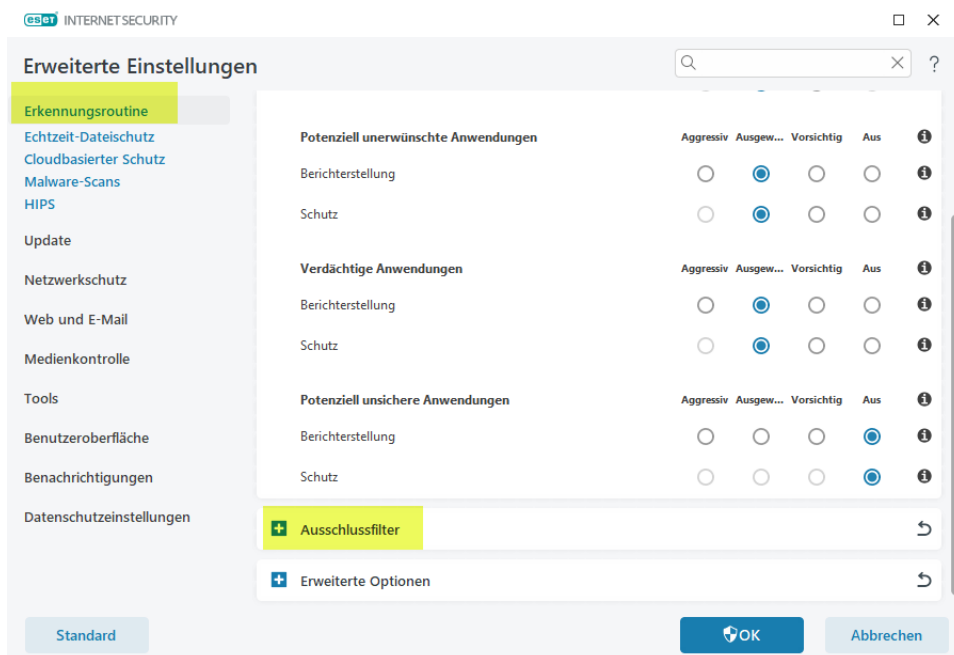 eset INTERNET SECURITY
Erweiterte Einstellungen
?
Erkennungsroutine
Echtzeit-Dateischutz
Cloudbasierter Schutz
Malware-Scans
HIPS
Update
Netzwerkschutz
Web und E-Mail
Medienkontrolle
Tools
Benutzeroberfläche
Benachrichtigungen
Datenschutzeinstellungen
Potenziell unerwünschte Anwendungen Aggressiv Ausgew... Vorsichtig Aus
Berichterstellung
Schutz
Verdächtige Anwendungen Aggressiv Ausgew... Vorsichtig Aus
Berichterstellung
Schutz
Potenziell unsichere Anwendungen Aggressiv Ausgew... Vorsichtig Aus
Berichterstellung
Schutz
Ausschlussfilter
Erweiterte Optionen
Standard
OK
Abbrechen